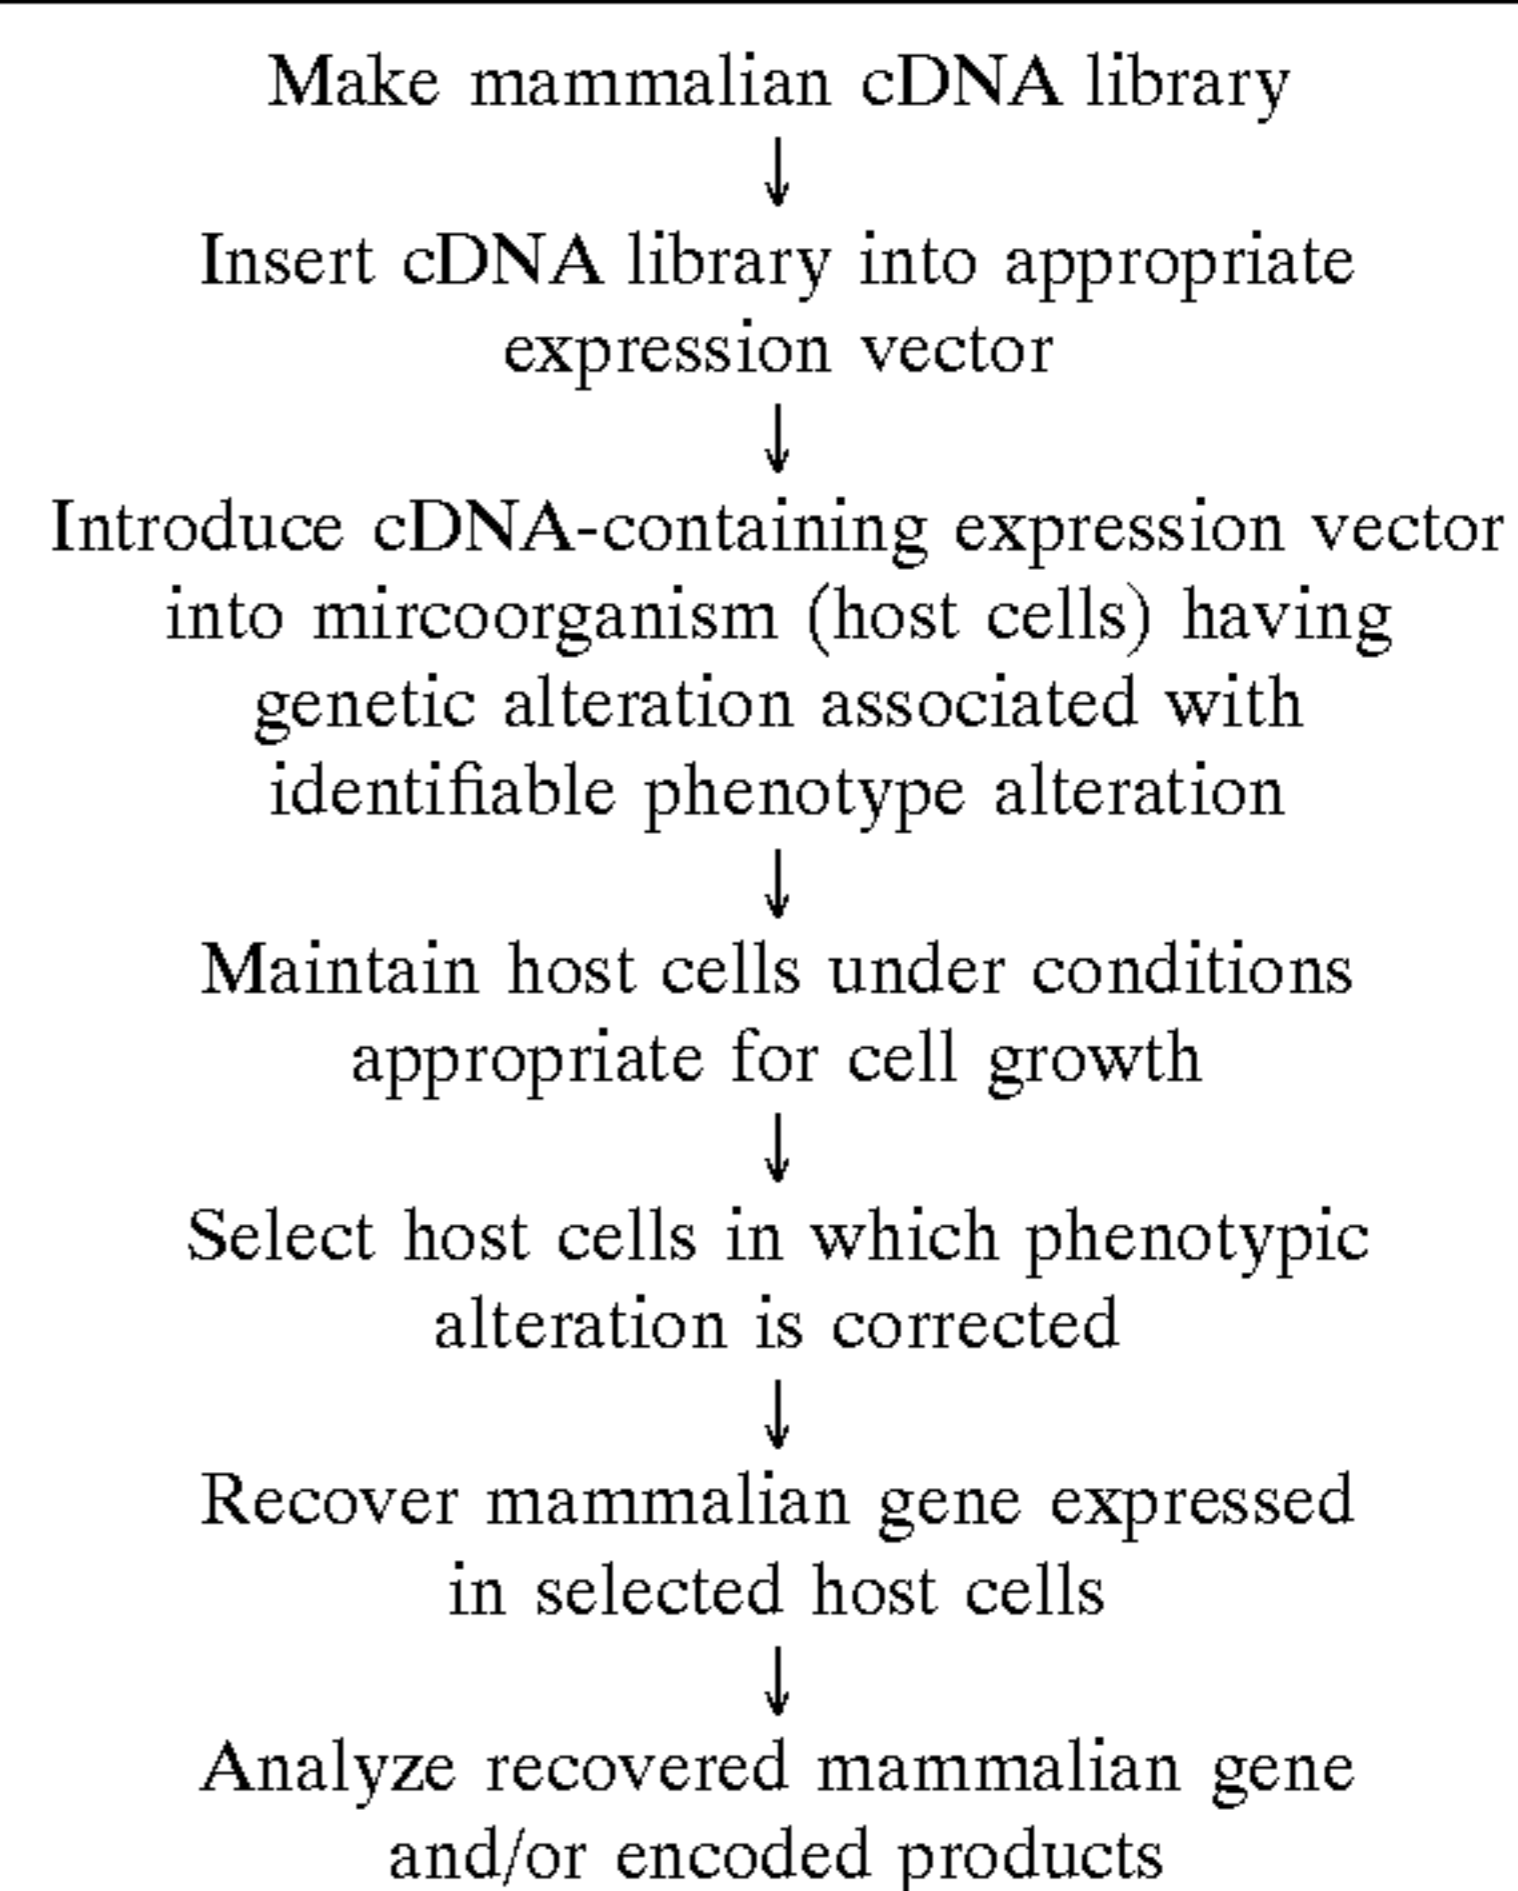 Make mammalian cDNA library
↓
Insert cDNA library into appropriate
expression vector
↓
Introduce cDNA-containing expression vector
into mircoorganism (host cells) having
genetic alteration associated with
identifiable phenotype alteration
↓
Maintain host cells under conditions
appropriate for cell growth
↓
Select host cells in which phenotypic
alteration is corrected
↓
Recover mammalian gene expressed
in selected host cells
↓
Analyze recovered mammalian gene
and/or encoded products